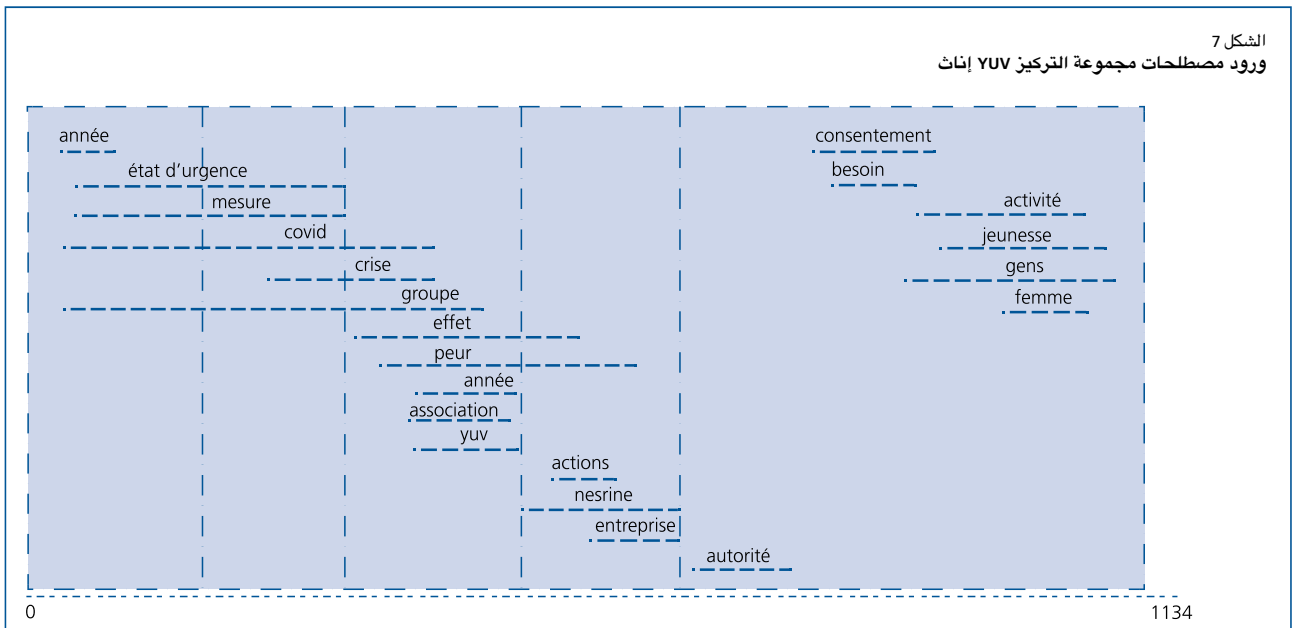 الشكل 7
ورود مصطلحات مجموعة التركيز YUV إناث
année
consentement
état d'urgence
besoin
mesure
activité
covid
jeunesse
crise
gens
groupe
femme
effet
peur
année
association
yuv
actions
nesrine
entreprise
autorité
0
1134